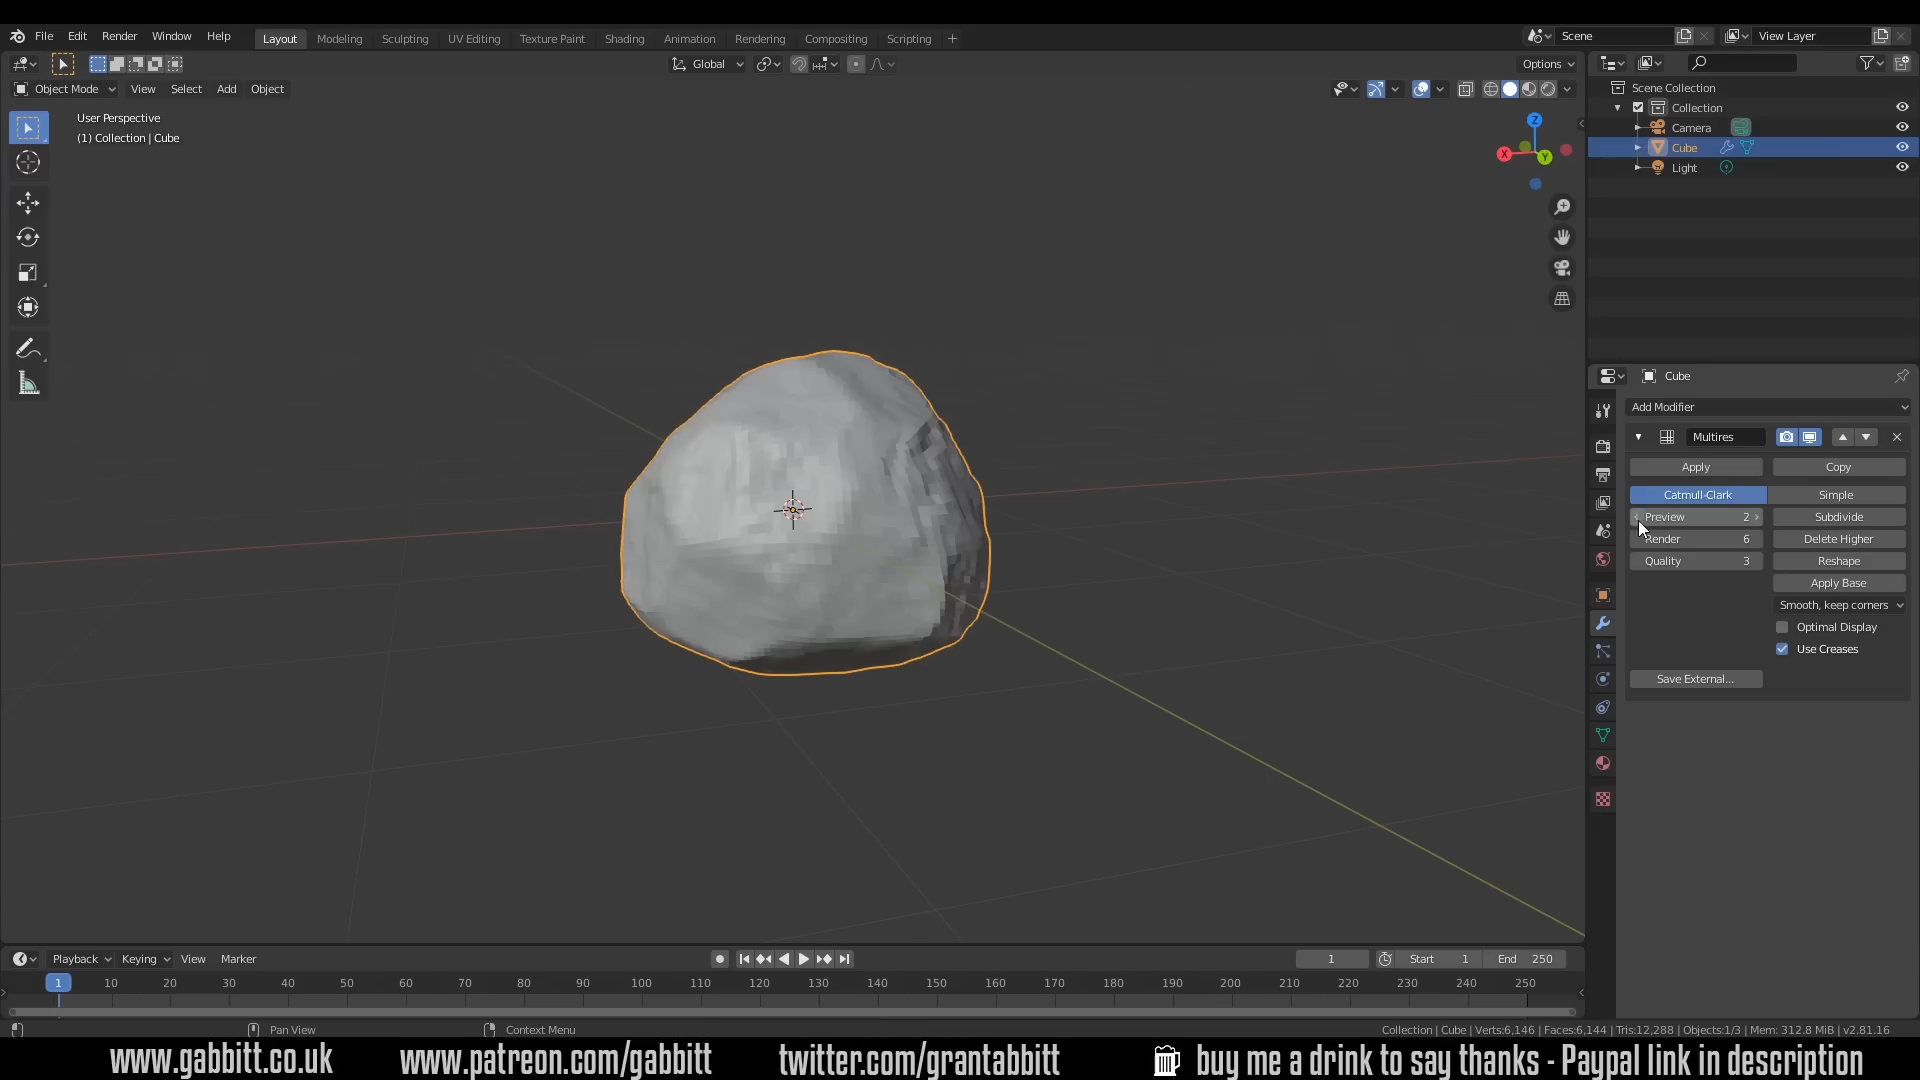 File Edit Render Window Help Layout Modeling Sculpting UV Editing Texture Paint Shading Animation Rendering Compositing Scripting + Scene View Layer
Global Options
Object Mode View Select Add Object
User Perspective
(1) Collection | Cube
Z
X
Y
Scene Collection
Collection
Camera
Cube
Light
Cube
Add Modifier
Multires
Apply Copy
Catmull-Clark Simple
Preview 2 Subdivide
Render 6 Delete Higher
Quality 3 Reshape
Apply Base
Smooth, keep corners
Optimal Display
Use Creases
Save External...
Playback Keying View Marker 1 Start 1 End 250
1 10 20 30 40 50 60 70 80 90 100 110 120 130 140 150 160 170 180 190 200 210 220 230 240 250
Pan View Context Menu Collection | Cube | Verts:6,146 | Faces:6,144 | Tris:12,288 | Objects:1/3 | Mem: 312.8 MiB | v2.81.16
www.gabbitt.co.uk www.patreon.com/gabbitt twitter.com/grantabbitt buy me a drink to say thanks - Paypal link in description